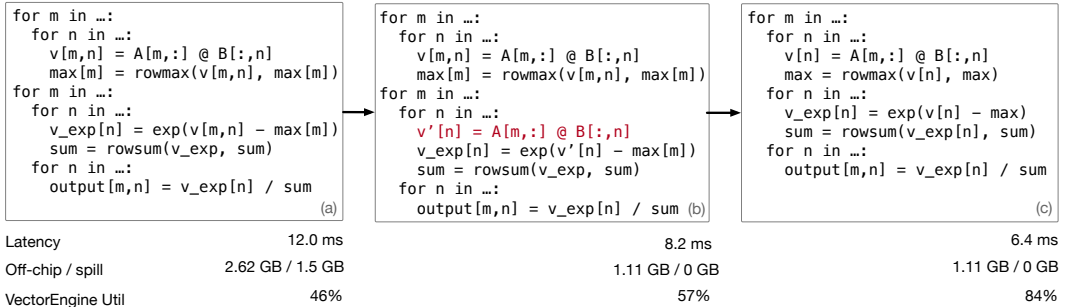 for m in …:
  for n in …:
    v[m,n] = A[m,:] @ B[:,n]
    max[m] = rowmax(v[m,n], max[m])
for m in …:
  for n in …:
    v_exp[n] = exp(v[m,n] – max[m])
    sum = rowsum(v_exp, sum)
  for n in …:
    output[m,n] = v_exp[n] / sum
(a)
for m in …:
  for n in …:
    v[m,n] = A[m,:] @ B[:,n]
    max[m] = rowmax(v[m,n], max[m])
for m in …:
  for n in …:
    v’[n] = A[m,:] @ B[:,n]
    v_exp[n] = exp(v’[n] – max[m])
    sum = rowsum(v_exp, sum)
  for n in …:
    output[m,n] = v_exp[n] / sum (b)
for m in …:
  for n in …:
    v[n] = A[m,:] @ B[:,n]
    max = rowmax(v[n], max)
  for n in …:
    v_exp[n] = exp(v[n] – max)
    sum = rowsum(v_exp[n], sum)
  for n in …:
    output[m,n] = v_exp[n] / sum
(c)
Latency 12.0 ms 8.2 ms 6.4 ms
Off-chip / spill 2.62 GB / 1.5 GB 1.11 GB / 0 GB 1.11 GB / 0 GB
VectorEngine Util 46% 57% 84%